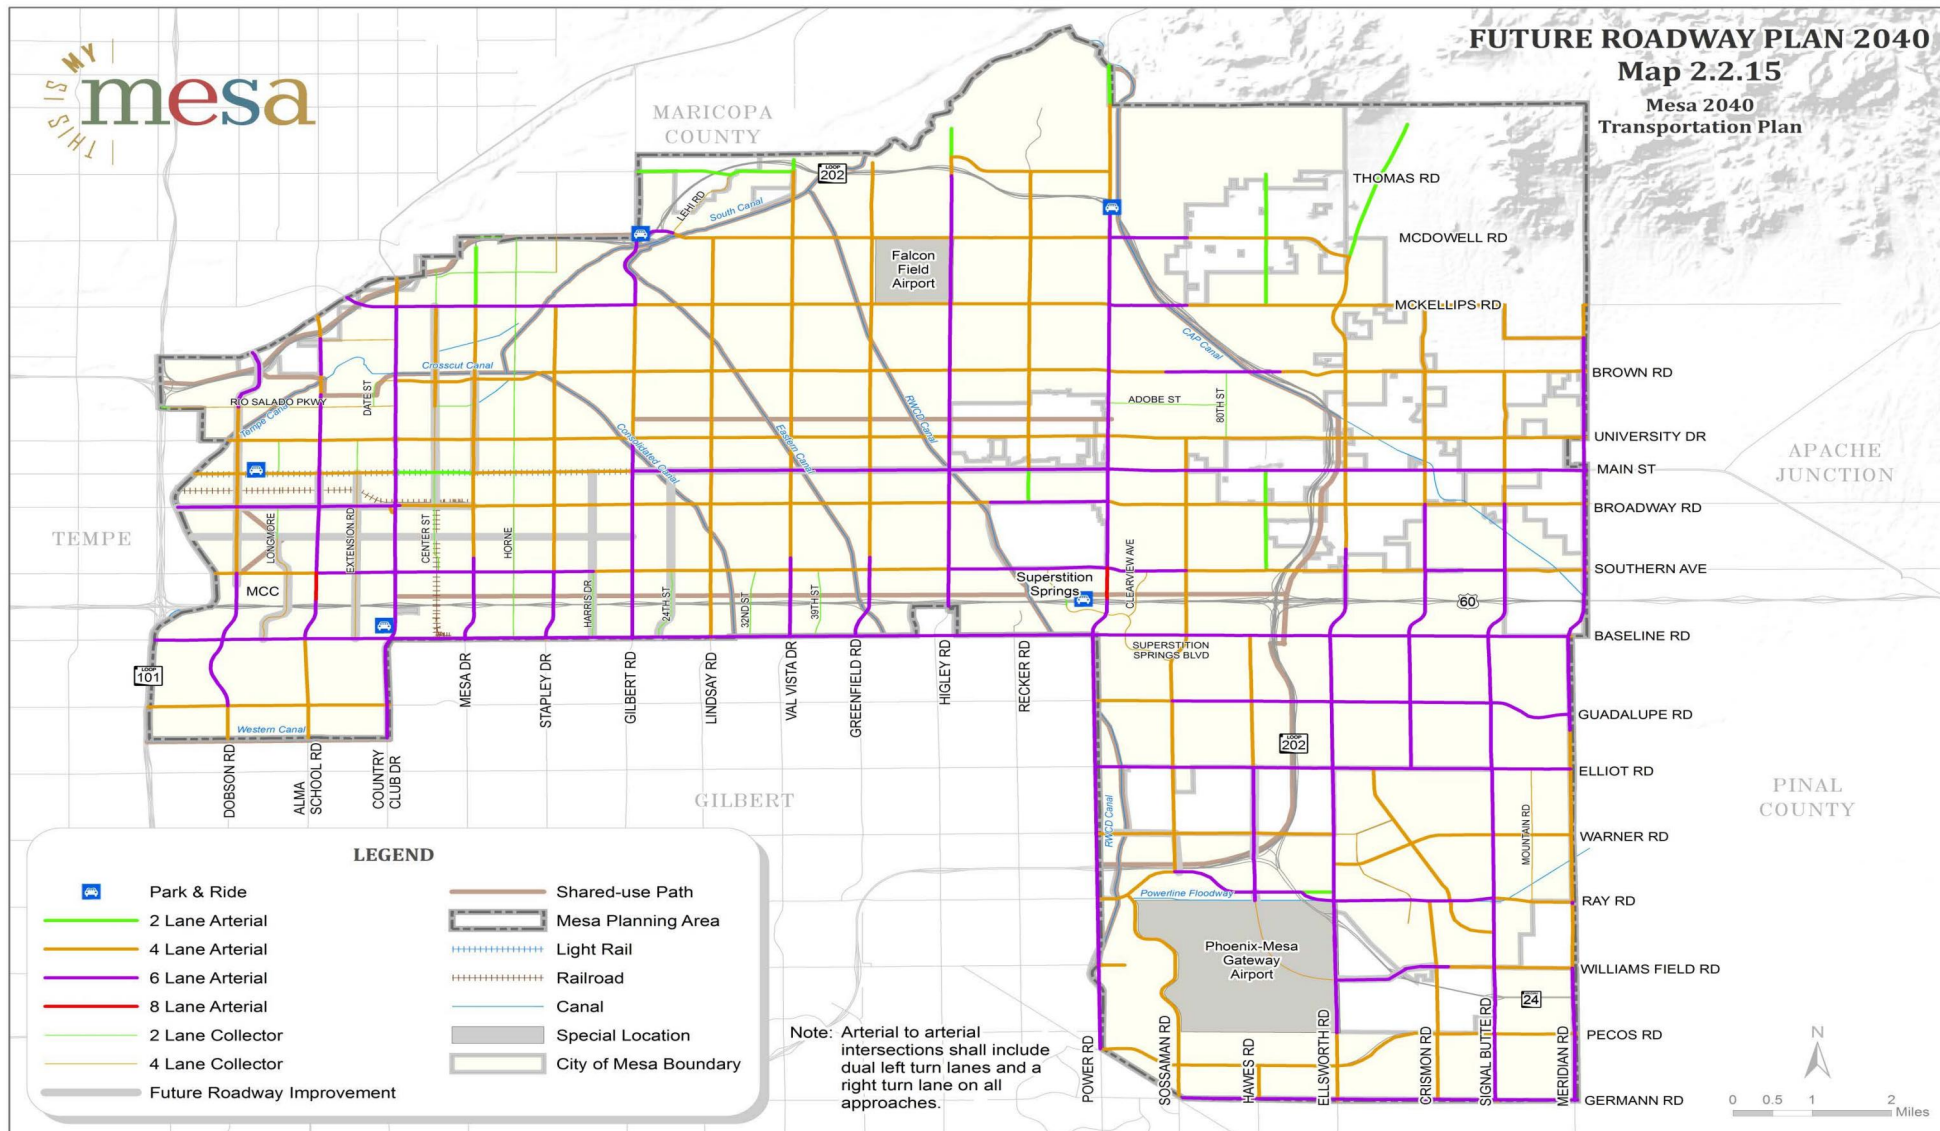 FUTURE ROADWAY PLAN 2040
Map 2.2.15
Mesa 2040
Transportation Plan
THIS IS MY
mesa
MARICOPA
COUNTY
LOOP
202
THOMAS RD
LEHI RD
South Canal
MCDOWELL RD
Falcon
Field
Airport
MCKELLIPS RD
CAP Canal
Crosscut Canal
BROWN RD
DATE ST
RIO SALADO PKWY
Tempe Canal
ADOBE ST
80TH ST
RWCD Canal
Consolidated Canal
Eastern Canal
UNIVERSITY DR
MAIN ST
APACHE
JUNCTION
BROADWAY RD
TEMPE
LONGMORE
EXTENSION RD
CENTER ST
HORNE
SOUTHERN AVE
MCC
HARRIS DR
24TH ST
32ND ST
39TH ST
Superstition
Springs
CLEARVIEW AVE
60
BASELINE RD
SUPERSTITION
SPRINGS BLVD
LOOP
101
MESA DR
STAPLEY DR
GILBERT RD
LINDSAY RD
VAL VISTA DR
GREENFIELD RD
HIGLEY RD
RECKER RD
GUADALUPE RD
Western Canal
LOOP
202
DOBSON RD
ALMA
SCHOOL RD
COUNTRY
CLUB DR
ELLIOT RD
GILBERT
PINAL
COUNTY
RWCD Canal
MOUNTAIN RD
WARNER RD
Powerline Floodway
RAY RD
Phoenix-Mesa
Gateway
Airport
WILLIAMS FIELD RD
24
PECOS RD
POWER RD
SOSSAMAN RD
HAWES RD
ELLSWORTH RD
CRISMON RD
SIGNAL BUTTE RD
MERIDIAN RD
GERMANN RD
LEGEND
Park & Ride
2 Lane Arterial
4 Lane Arterial
6 Lane Arterial
8 Lane Arterial
2 Lane Collector
4 Lane Collector
Future Roadway Improvement
Shared-use Path
Mesa Planning Area
Light Rail
Railroad
Canal
Special Location
City of Mesa Boundary
Note: Arterial to arterial
intersections shall include
dual left turn lanes and a
right turn lane on all
approaches.
N
0 0.5 1 2
Miles